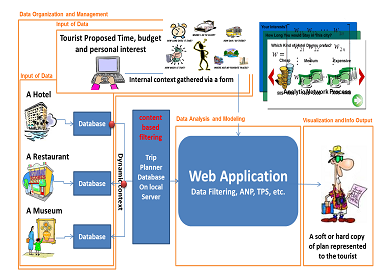 Data Organization and Management
Input of Data
Tourist Proposed Time, budget
and personal interest
Internal context gathered via a form
Which Kind of Hotel Do you prefer?
Cheap
Medium
Expensive
Analytic Network Process
Input of Data
A Hotel
Database
A Restaurant
Database
A Museum
Database
Dynamic context
content
based
filtering
Trip
Planner
Database
On local
Server
Data Analysis and Modeling
Web Application
Data Filtering, ANP, TPS, etc.
Visualization and Info Output
A soft or hard copy
of plan represented
to the tourist